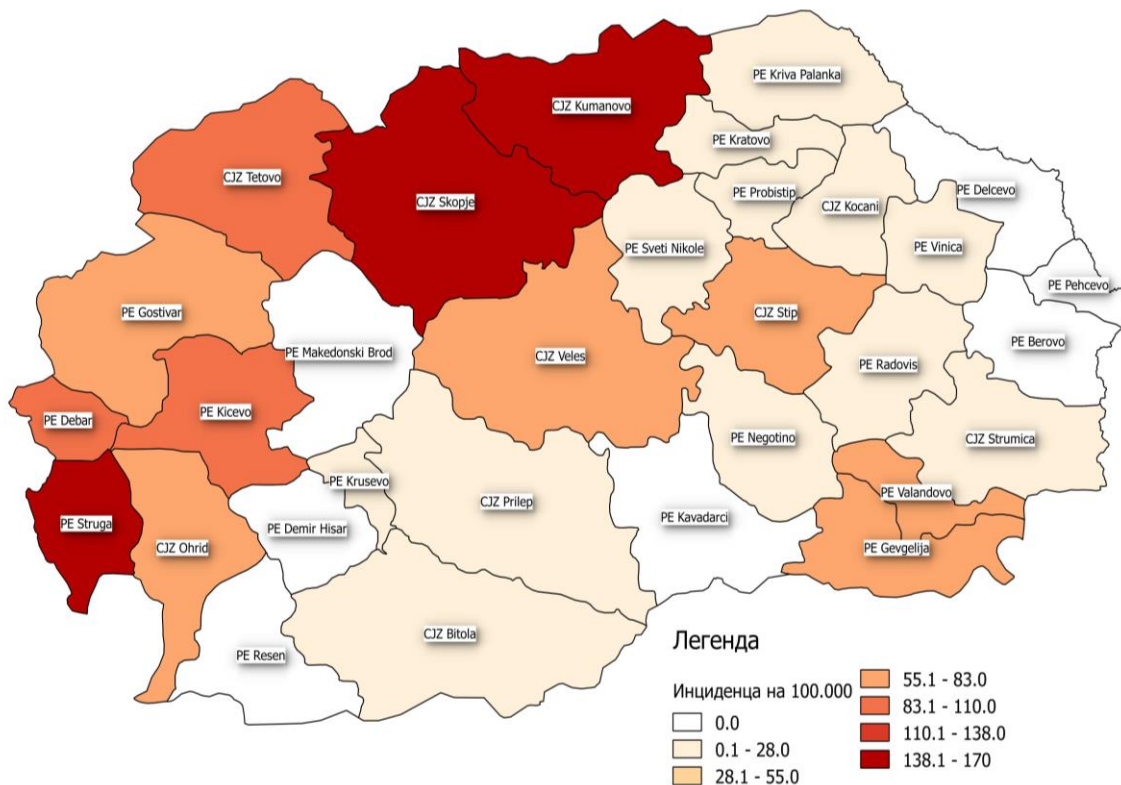 PE Kriva Palanka
CJZ Kumanovo
PE Kratovo
CJZ Tetovo
PE Probistip
PE Delcevo
CJZ Skopje
CJZ Kocani
PE Sveti Nikole
PE Vinica
PE Pehcevo
PE Gostivar
CJZ Stip
PE Makedonski Brod
CJZ Veles
PE Berovo
PE Radovis
PE Kicevo
PE Debar
PE Negotino
CJZ Strumica
PE Krusevo
PE Valandovo
CJZ Prilep
PE Struga
PE Demir Hisar
PE Kavadarci
CJZ Ohrid
PE Gevgelija
CJZ Bitola
PE Resen
Легенда
Инциденца на 100.000
0.0
0.1 - 28.0
28.1 - 55.0
55.1 - 83.0
83.1 - 110.0
110.1 - 138.0
138.1 - 170